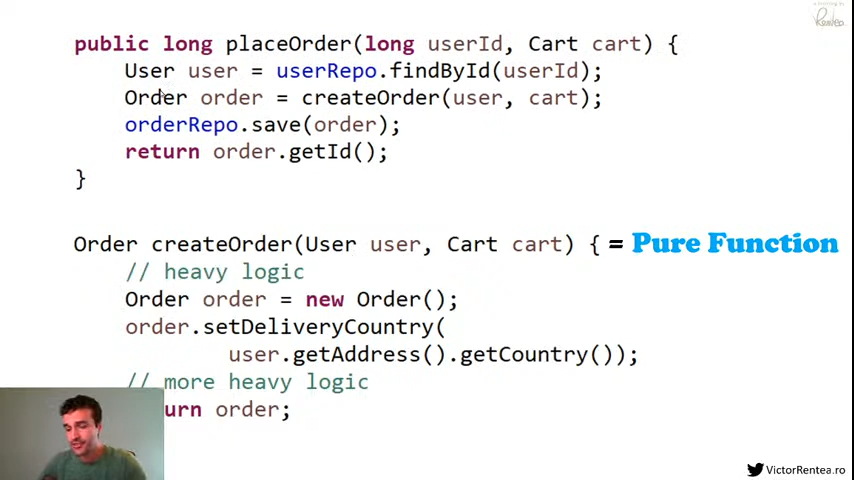 public long placeOrder(long userId, Cart cart) {
User user = userRepo.findById(userId);
Order order = createOrder(user, cart);
orderRepo.save(order);
return order.getId();
}
Order createOrder(User user, Cart cart) { = Pure Function
// heavy logic
Order order = new Order();
order.setDeliveryCountry(
user.getAddress().getCountry());
// more heavy logic
urn order;
VictorRentea.ro